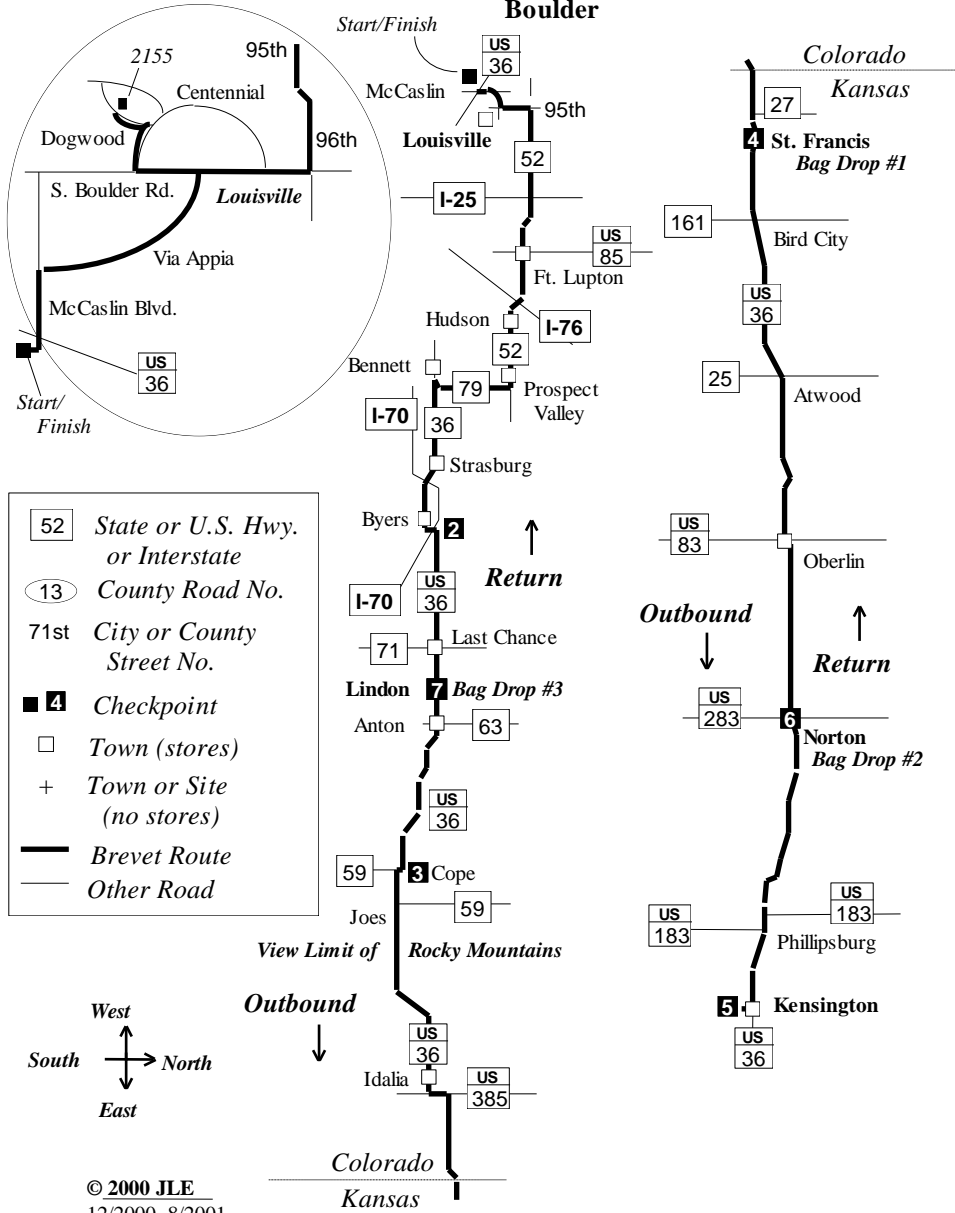 Boulder
2155
95th
Centennial
Dogwood
96th
S. Boulder Rd.
Louisville
Via Appia
McCaslin Blvd.
US
36
Start/
Finish
52 State or U.S. Hwy.
or Interstate
13 County Road No.
71st City or County
Street No.
4 Checkpoint
Town (stores)
+ Town or Site
(no stores)
Brevet Route
Other Road
West
South North
East
© 2000 JLE
12/2000, 8/2001
Start/Finish
US
36
McCaslin
95th
Louisville
52
I-25
US
85
Ft. Lupton
I-76
Hudson
52
Bennett
79
Prospect
Valley
I-70
36
Strasburg
Byers
2
I-70
US
36
Return
71
Last Chance
Lindon 7 Bag Drop #3
Anton
63
US
36
59
3 Cope
Joes
59
View Limit of Rocky Mountains
Outbound
US
36
Idalia
US
385
Colorado
Kansas
Colorado
Kansas
27
4 St. Francis
Bag Drop #1
161
Bird City
US
36
25
Atwood
US
83
Oberlin
Outbound
Return
US
283
6
Norton
Bag Drop #2
US
183
US
183
Phillipsburg
5 Kensington
US
36